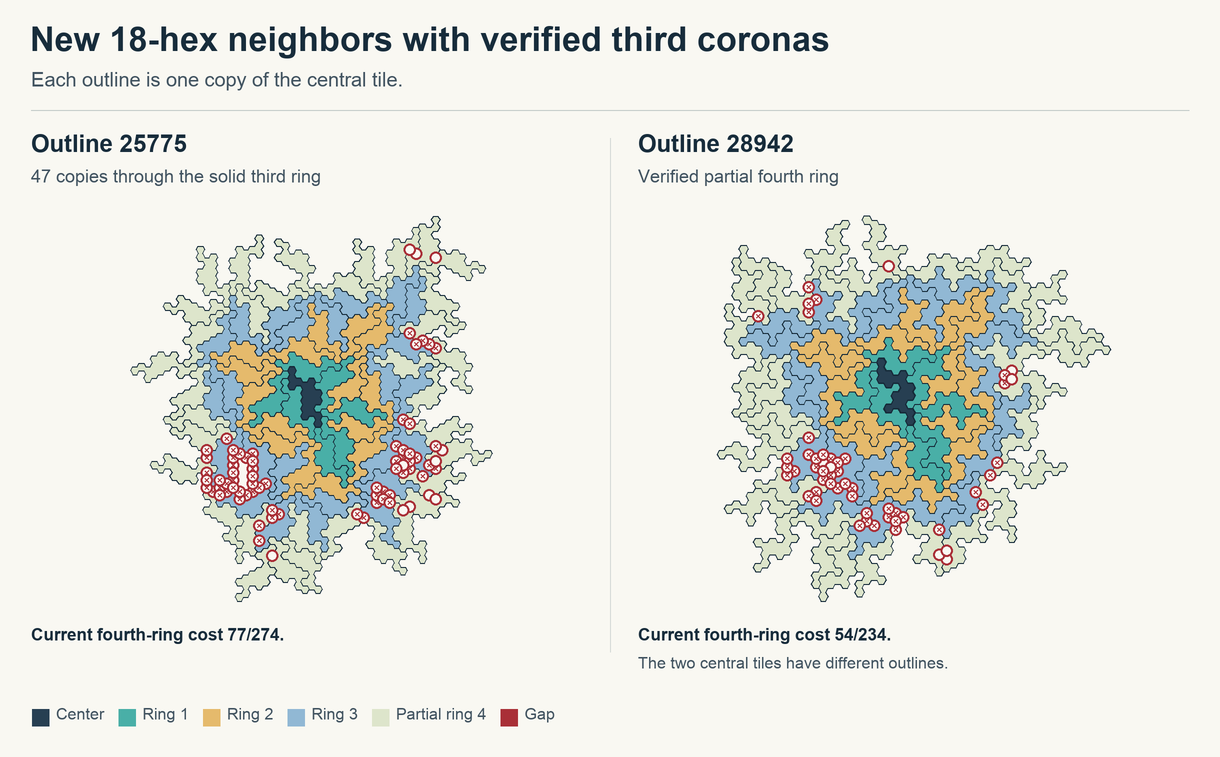 New 18-hex neighbors with verified third coronas
Each outline is one copy of the central tile.
Outline 25775
47 copies through the solid third ring
Outline 28942
Verified partial fourth ring
Current fourth-ring cost 77/274.
Current fourth-ring cost 54/234.
The two central tiles have different outlines.
Center
Ring 1
Ring 2
Ring 3
Partial ring 4
Gap